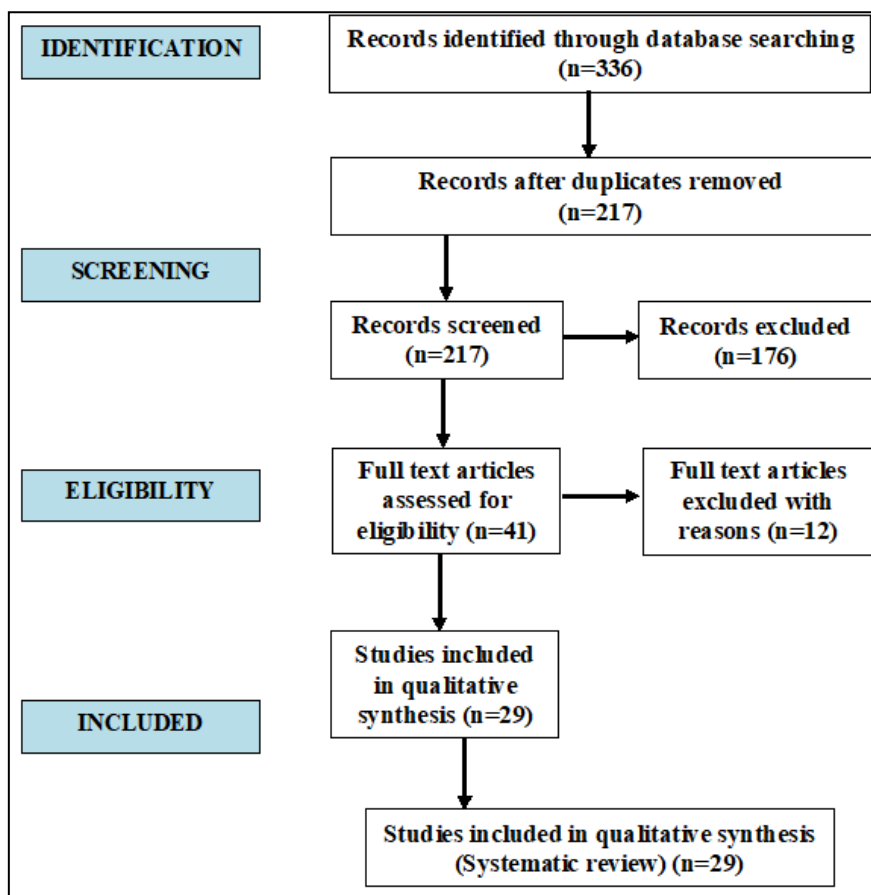 IDENTIFICATION
Records identified through database searching
(n=336)
Records after duplicates removed
(n=217)
SCREENING
Records screened
(n=217)
Records excluded
(n=176)
ELIGIBILITY
Full text articles
assessed for
eligibility (n=41)
Full text articles
excluded with
reasons (n=12)
Studies included
in qualitative
synthesis (n=29)
INCLUDED
Studies included in qualitative synthesis
(Systematic review) (n=29)